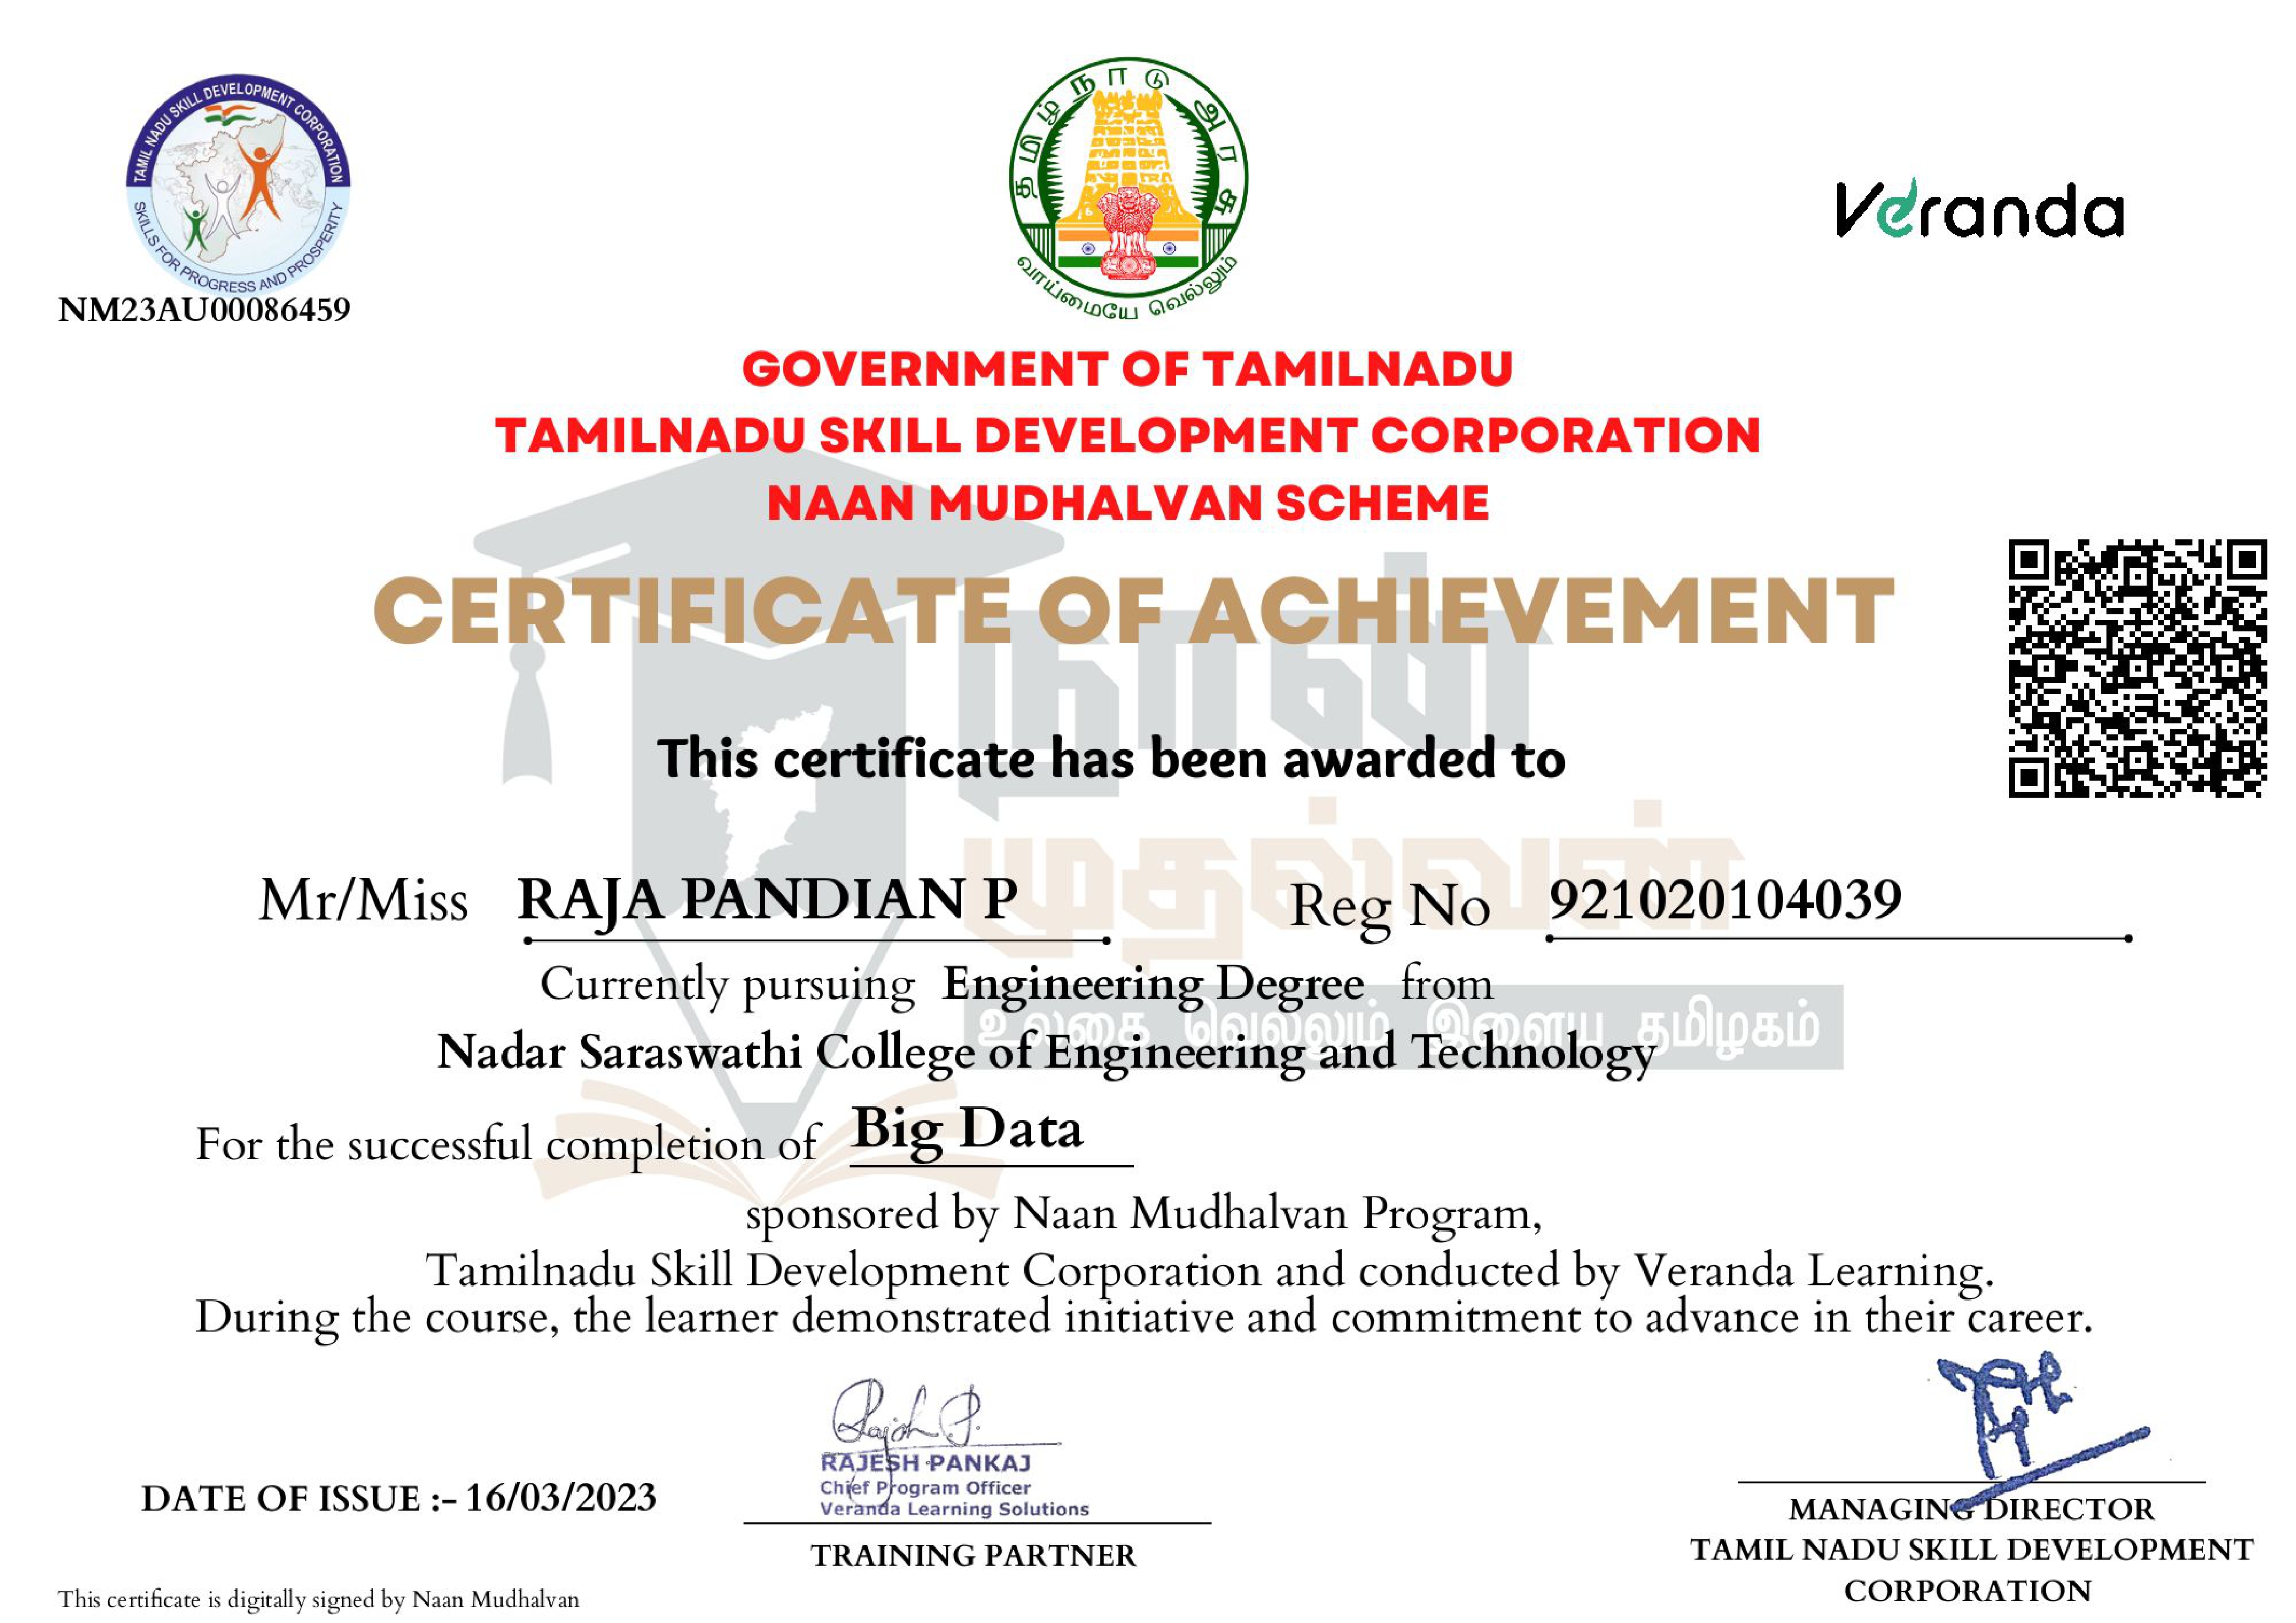 TAMIL NADU SKILL DEVELOPMENT CORPORATION
SKILLS FOR PROGRESS AND PROSPERITY
NM23AU00086459
தமிழ்நாடு அரசு
வாய்மையே வெல்லும்
Veranda
GOVERNMENT OF TAMILNADU
TAMILNADU SKILL DEVELOPMENT CORPORATION
NAAN MUDHALVAN SCHEME
CERTIFICATE OF ACHIEVEMENT
நான்
முதல்வன்
உலகை வெல்லும் இளைய தமிழகம்
This certificate has been awarded to
Mr/Miss RAJA PANDIAN P Reg No 921020104039
Currently pursuing Engineering Degree from
Nadar Saraswathi College of Engineering and Technology
For the successful completion of Big Data
sponsored by Naan Mudhalvan Program,
Tamilnadu Skill Development Corporation and conducted by Veranda Learning.
During the course, the learner demonstrated initiative and commitment to advance in their career.
Rajesh P.
RAJESH PANKAJ
Chief Program Officer
Veranda Learning Solutions
DATE OF ISSUE :- 16/03/2023
TRAINING PARTNER
MANAGING DIRECTOR
TAMIL NADU SKILL DEVELOPMENT
CORPORATION
This certificate is digitally signed by Naan Mudhalvan